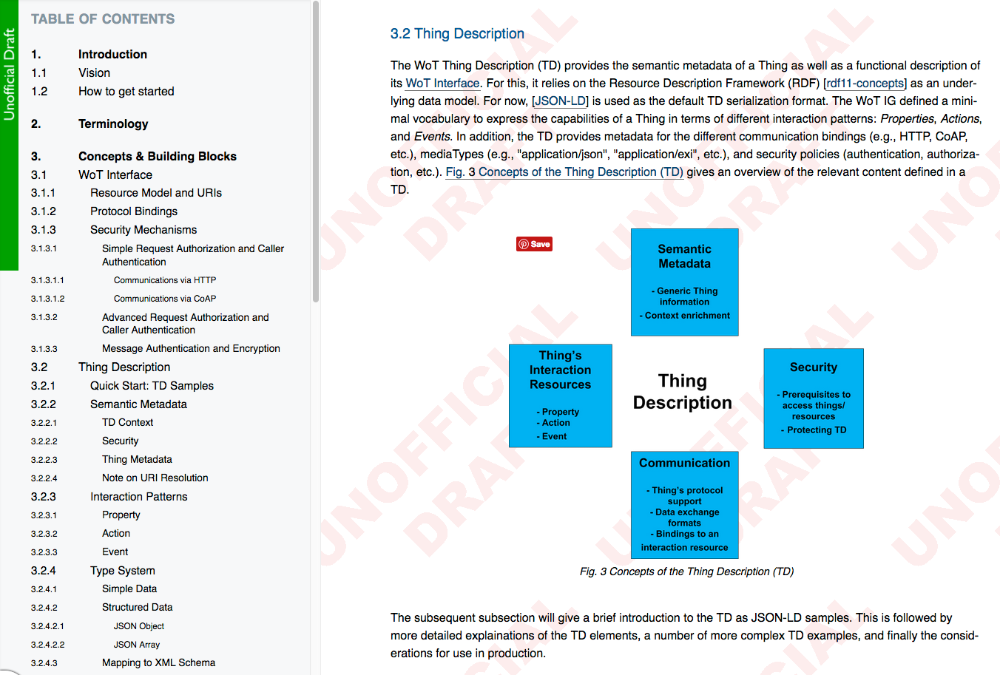 Unofficial Draft
TABLE OF CONTENTS
1. Introduction
1.1 Vision
1.2 How to get started
2. Terminology
3. Concepts & Building Blocks
3.1 WoT Interface
3.1.1 Resource Model and URIs
3.1.2 Protocol Bindings
3.1.3 Security Mechanisms
3.1.3.1 Simple Request Authorization and Caller
Authentication
3.1.3.1.1 Communications via HTTP
3.1.3.1.2 Communications via CoAP
3.1.3.2 Advanced Request Authorization and
Caller Authentication
3.1.3.3 Message Authentication and Encryption
3.2 Thing Description
3.2.1 Quick Start: TD Samples
3.2.2 Semantic Metadata
3.2.2.1 TD Context
3.2.2.2 Security
3.2.2.3 Thing Metadata
3.2.2.4 Note on URI Resolution
3.2.3 Interaction Patterns
3.2.3.1 Property
3.2.3.2 Action
3.2.3.3 Event
3.2.4 Type System
3.2.4.1 Simple Data
3.2.4.2 Structured Data
3.2.4.2.1 JSON Object
3.2.4.2.2 JSON Array
3.2.4.3 Mapping to XML Schema
3.2 Thing Description
The WoT Thing Description (TD) provides the semantic metadata of a Thing as well as a functional description of
its WoT Interface. For this, it relies on the Resource Description Framework (RDF) [rdf11-concepts] as an under-
lying data model. For now, [JSON-LD] is used as the default TD serialization format. The WoT IG defined a mini-
mal vocabulary to express the capabilities of a Thing in terms of different interaction patterns: Properties, Actions,
and Events. In addition, the TD provides metadata for the different communication bindings (e.g., HTTP, CoAP,
etc.), mediaTypes (e.g., "application/json", "application/exi", etc.), and security policies (authentication, authoriza-
tion, etc.). Fig. 3 Concepts of the Thing Description (TD) gives an overview of the relevant content defined in a
TD.
Save
Semantic
Metadata
- Generic Thing
information
- Context enrichment
Thing's
Interaction
Resources
- Property
- Action
- Event
Thing
Description
Security
- Prerequisites to
access things/
resources
- Protecting TD
Communication
- Thing's protocol
support
- Data exchange
formats
- Bindings to an
interaction resource
Fig. 3 Concepts of the Thing Description (TD)
The subsequent subsection will give a brief introduction to the TD as JSON-LD samples. This is followed by
more detailed explainations of the TD elements, a number of more complex TD examples, and finally the consid-
erations for use in production.
UNOFFICIAL
DRAFT